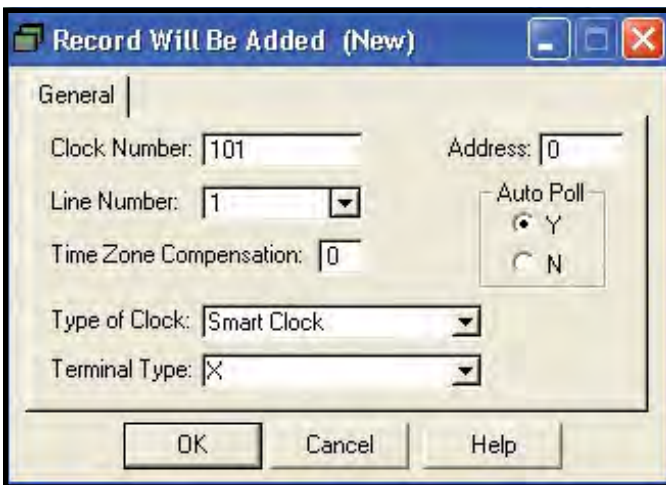 Record Will Be Added (New)
General
Clock Number: 101
Address: 0
Line Number: 1
Auto Poll
Y
N
Time Zone Compensation: 0
Type of Clock: Smart Clock
Terminal Type: X
OK Cancel Help